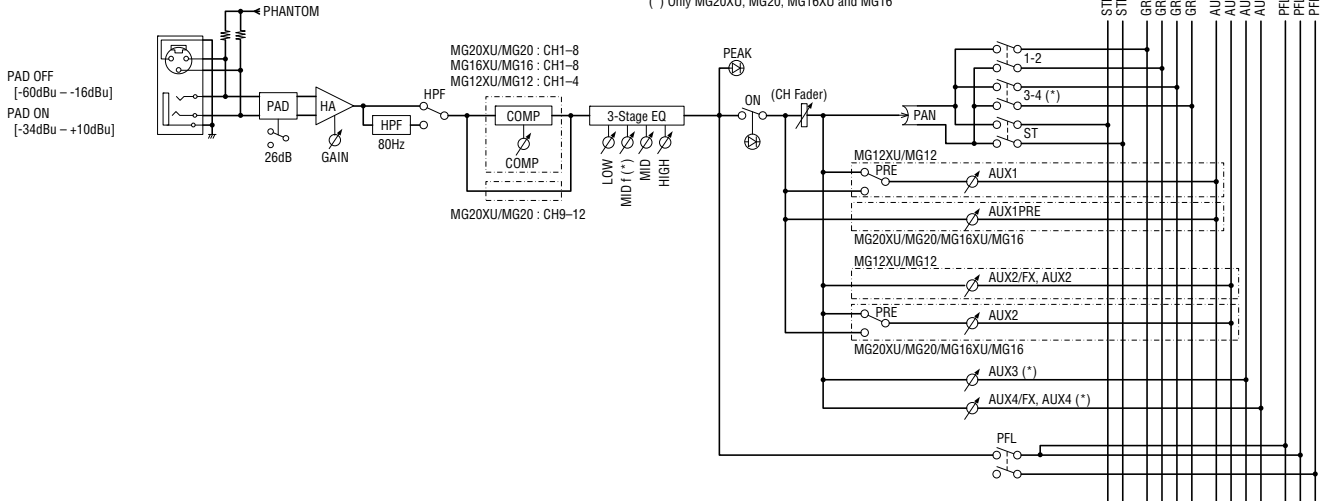 (*) Only MG20XU, MG20, MG16XU and MG16
PHANTOM
PAD OFF
[-60dBu – -16dBu]
PAD ON
[-34dBu – +10dBu]
PAD
26dB
HA
GAIN
HPF
HPF
80Hz
MG20XU/MG20 : CH1–8
MG16XU/MG16 : CH1–8
MG12XU/MG12 : CH1–4
COMP
COMP
MG20XU/MG20 : CH9–12
3-Stage EQ
LOW
MID f (*)
MID
HIGH
PEAK
ON
(CH Fader)
PAN
1-2
3-4 (*)
ST
MG12XU/MG12
PRE
AUX1
AUX1PRE
MG20XU/MG20/MG16XU/MG16
MG12XU/MG12
AUX2/FX, AUX2
PRE
AUX2
MG20XU/MG20/MG16XU/MG16
AUX3 (*)
AUX4/FX, AUX4 (*)
PFL